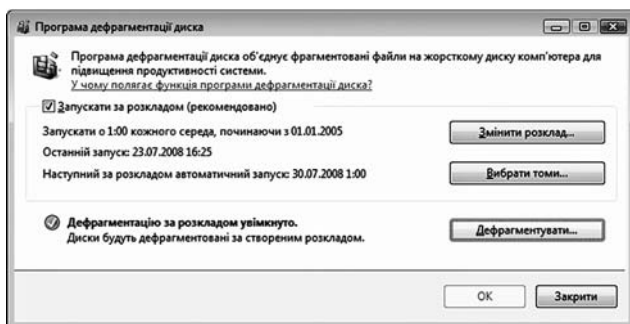 Програма дефрагментації диска
Програма дефрагментації диска об'єднує фрагментовані файли на жорсткому диску комп'ютера для
підвищення продуктивності системи.
У чому полягає функція програми дефрагментації диска?
Запускати за розкладом (рекомендовано)
Запускати о 1:00 кожного середа, починаючи з 01.01.2005
Змінити розклад...
Останній запуск: 23.07.2008 16:25
Наступний за розкладом автоматичний запуск: 30.07.2008 1:00
Вибрати томи...
Дефрагментацію за розкладом увімкнуто.
Диски будуть дефрагментовані за створеним розкладом.
Дефрагментувати...
ОК
Закрити